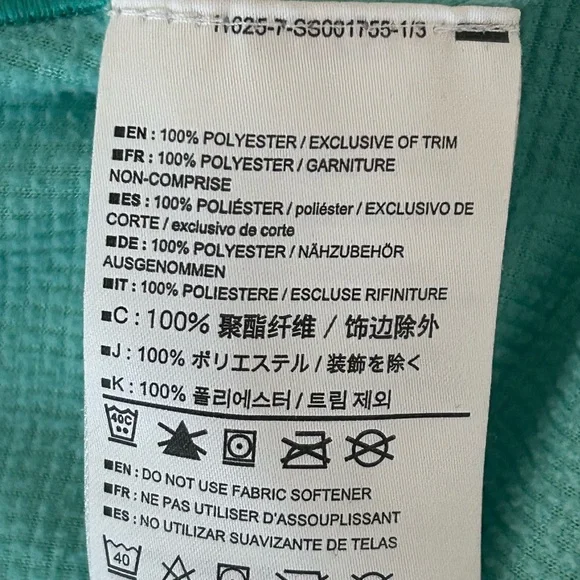 ■EN : 100% POLYESTER / EXCLUSIVE OF TRIM
■FR : 100% POLYESTER / GARNITURE
NON-COMPRISE
■ES : 100% POLIÉSTER / poliéster / EXCLUSIVO DE
CORTE / exclusivo de corte
■DE : 100% POLYESTER / NÄHZUBEHÖR
AUSGENOMMEN
■IT : 100% POLIESTERE / ESCLUSE RIFINITURE
■C : 100% 聚酯纤维 / 饰边除外
■J : 100% ポリエステル / 装飾を除く
■K : 100% 폴리에스터 / 트림 제외
40C
■EN : DO NOT USE FABRIC SOFTENER
■FR : NE PAS UTILISER D'ASSOUPLISSANT
■ES : NO UTILIZAR SUAVIZANTE DE TELAS
40